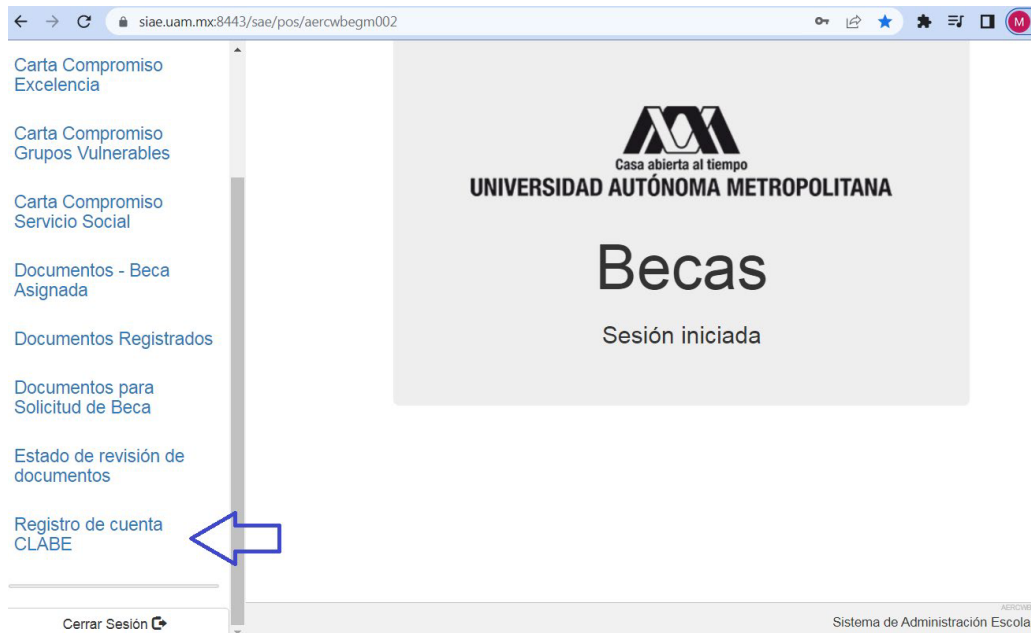 siae.uam.mx:8443/sae/pos/aercwbegm002
M
Carta Compromiso
Excelencia
Carta Compromiso
Grupos Vulnerables
Carta Compromiso
Servicio Social
Documentos - Beca
Asignada
Documentos Registrados
Documentos para
Solicitud de Beca
Estado de revisión de
documentos
Registro de cuenta
CLABE
Cerrar Sesión
Casa abierta al tiempo
UNIVERSIDAD AUTÓNOMA METROPOLITANA
Becas
Sesión iniciada
AERCWB
Sistema de Administración Escola